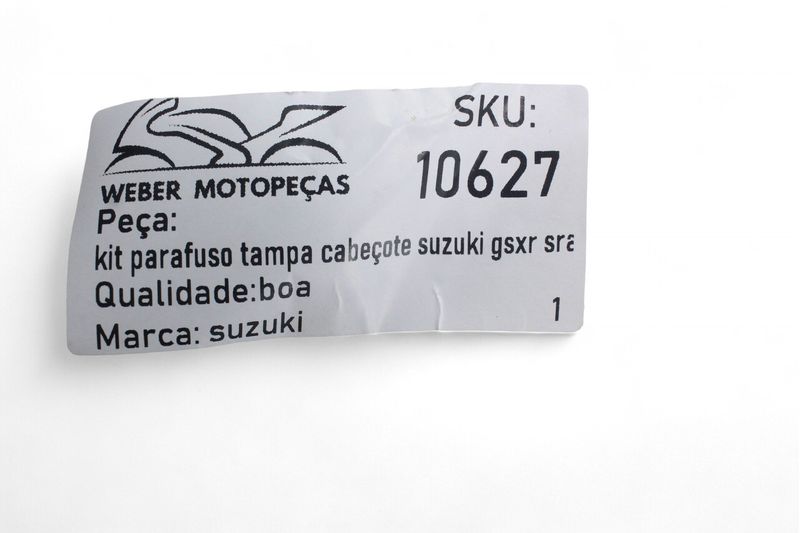 WEBER MOTOPEÇAS
SKU:
10627
Peça:
kit parafuso tampa cabeçote suzuki gsxr sra
Qualidade:boa
Marca: suzuki
1